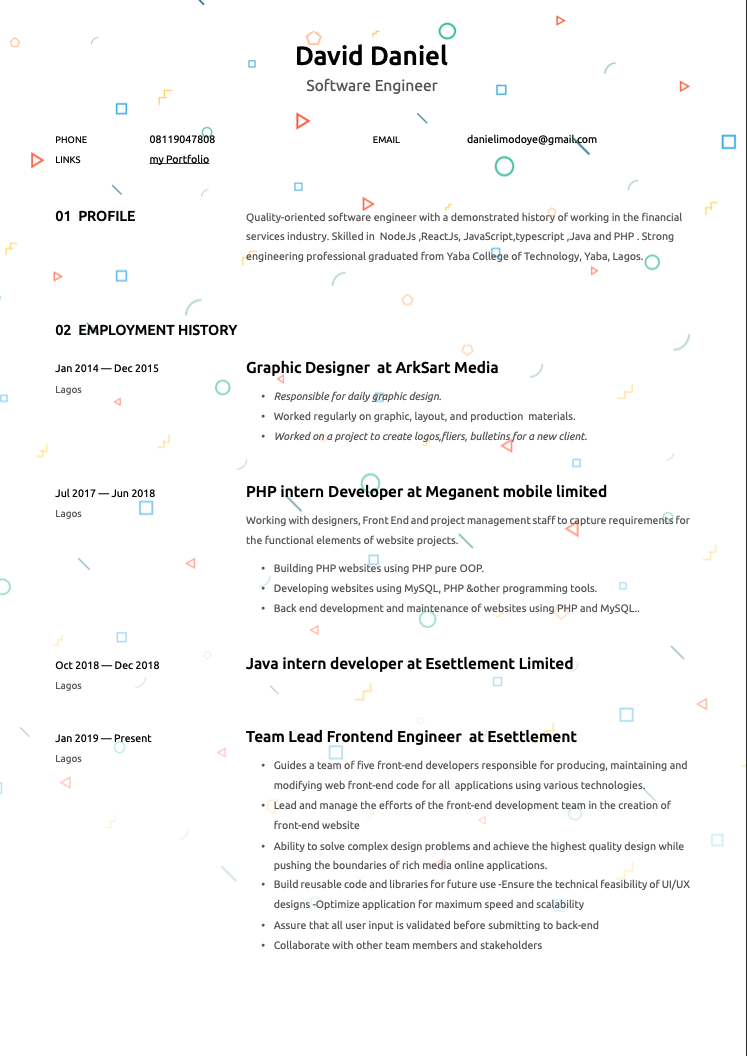 David Daniel
Software Engineer
PHONE 08119047808 EMAIL danielimodoye@gmail.com
LINKS my Portfolio
01 PROFILE
Quality-oriented software engineer with a demonstrated history of working in the financial
services industry. Skilled in NodeJs ,ReactJs, JavaScript,typescript ,Java and PHP . Strong
engineering professional graduated from Yaba College of Technology, Yaba, Lagos.
02 EMPLOYMENT HISTORY
Jan 2014 — Dec 2015
Lagos
Graphic Designer at ArkSart Media
• Responsible for daily graphic design.
• Worked regularly on graphic, layout, and production materials.
• Worked on a project to create logos,fliers, bulletins for a new client.
Jul 2017 — Jun 2018
Lagos
PHP intern Developer at Meganent mobile limited
Working with designers, Front End and project management staff to capture requirements for
the functional elements of website projects.
• Building PHP websites using PHP pure OOP.
• Developing websites using MySQL, PHP &other programming tools.
• Back end development and maintenance of websites using PHP and MySQL..
Oct 2018 — Dec 2018
Lagos
Java intern developer at Esettlement Limited
Jan 2019 — Present
Lagos
Team Lead Frontend Engineer at Esettlement
• Guides a team of five front-end developers responsible for producing, maintaining and
modifying web front-end code for all applications using various technologies.
• Lead and manage the efforts of the front-end development team in the creation of
front-end website
• Ability to solve complex design problems and achieve the highest quality design while
pushing the boundaries of rich media online applications.
• Build reusable code and libraries for future use -Ensure the technical feasibility of UI/UX
designs -Optimize application for maximum speed and scalability
• Assure that all user input is validated before submitting to back-end
• Collaborate with other team members and stakeholders